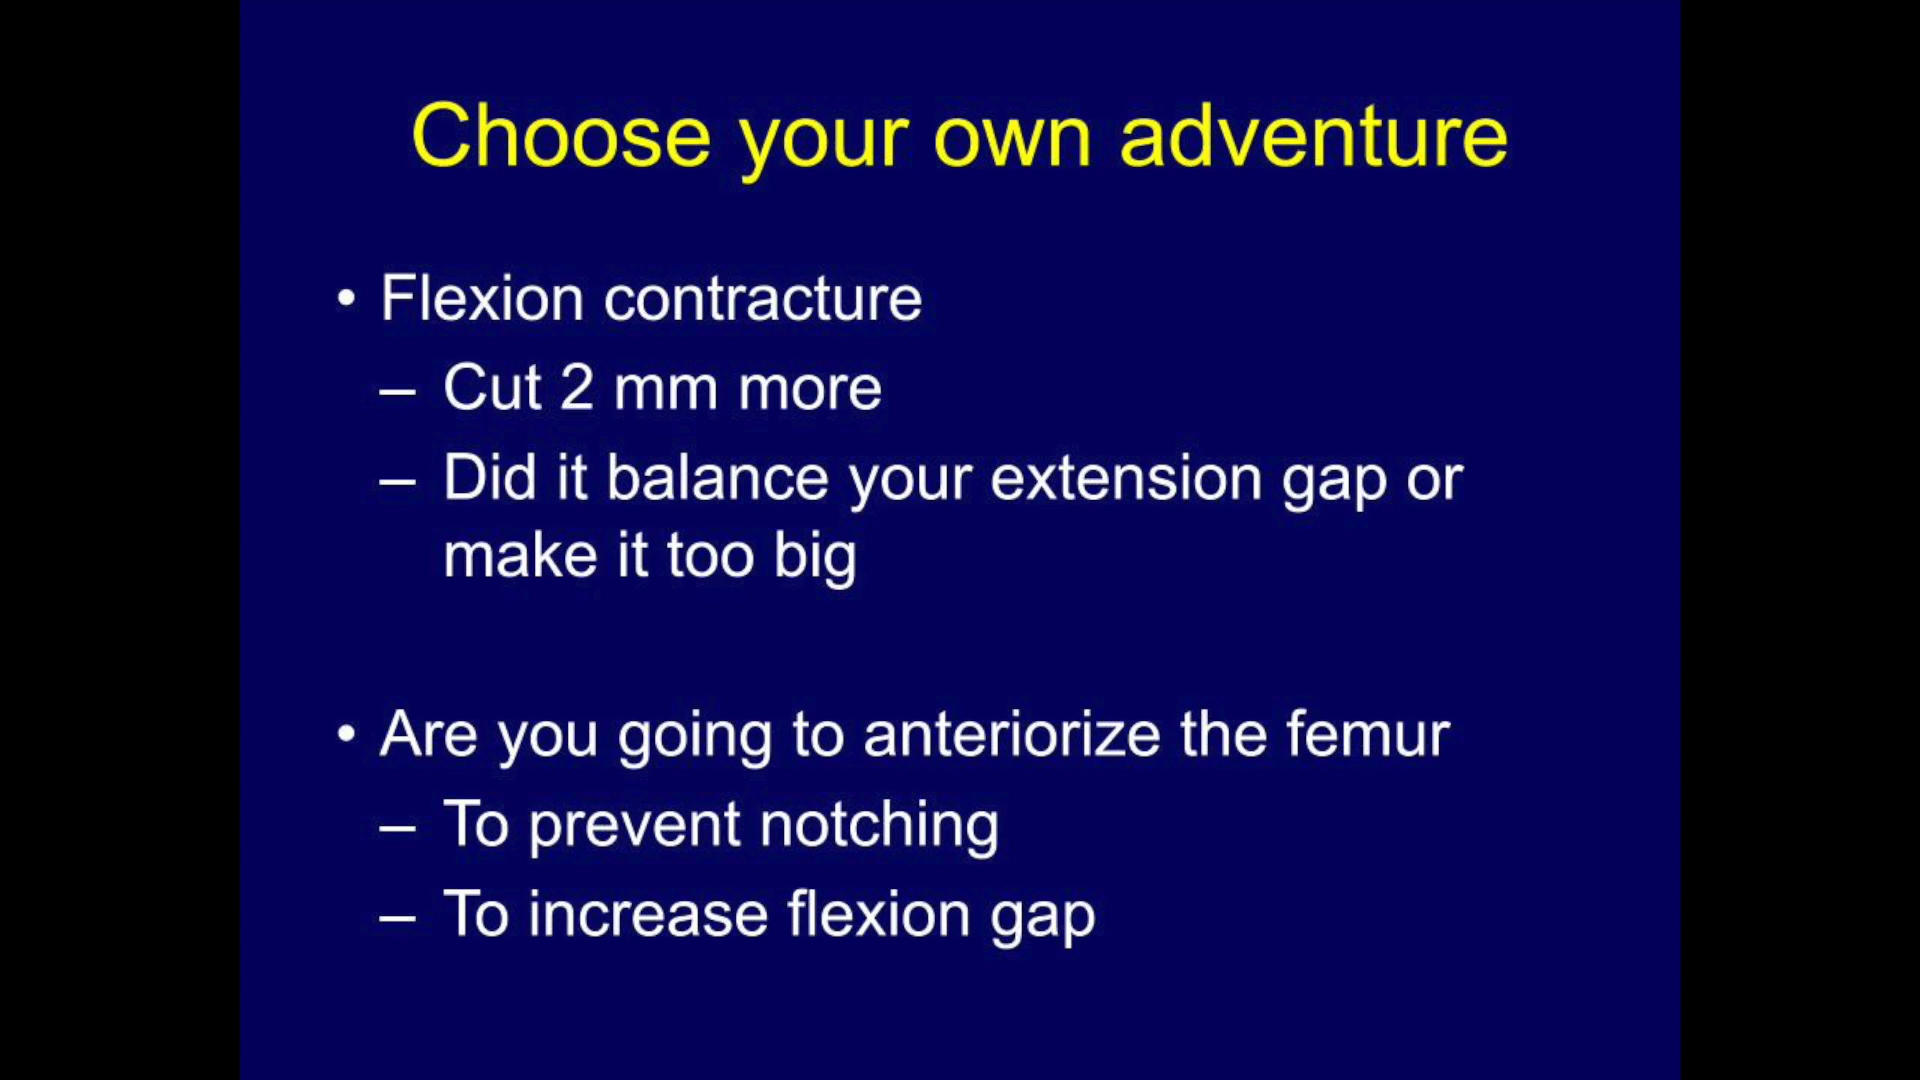 Choose your own adventure
• Flexion contracture
– Cut 2 mm more
– Did it balance your extension gap or
make it too big
• Are you going to anteriorize the femur
– To prevent notching
– To increase flexion gap